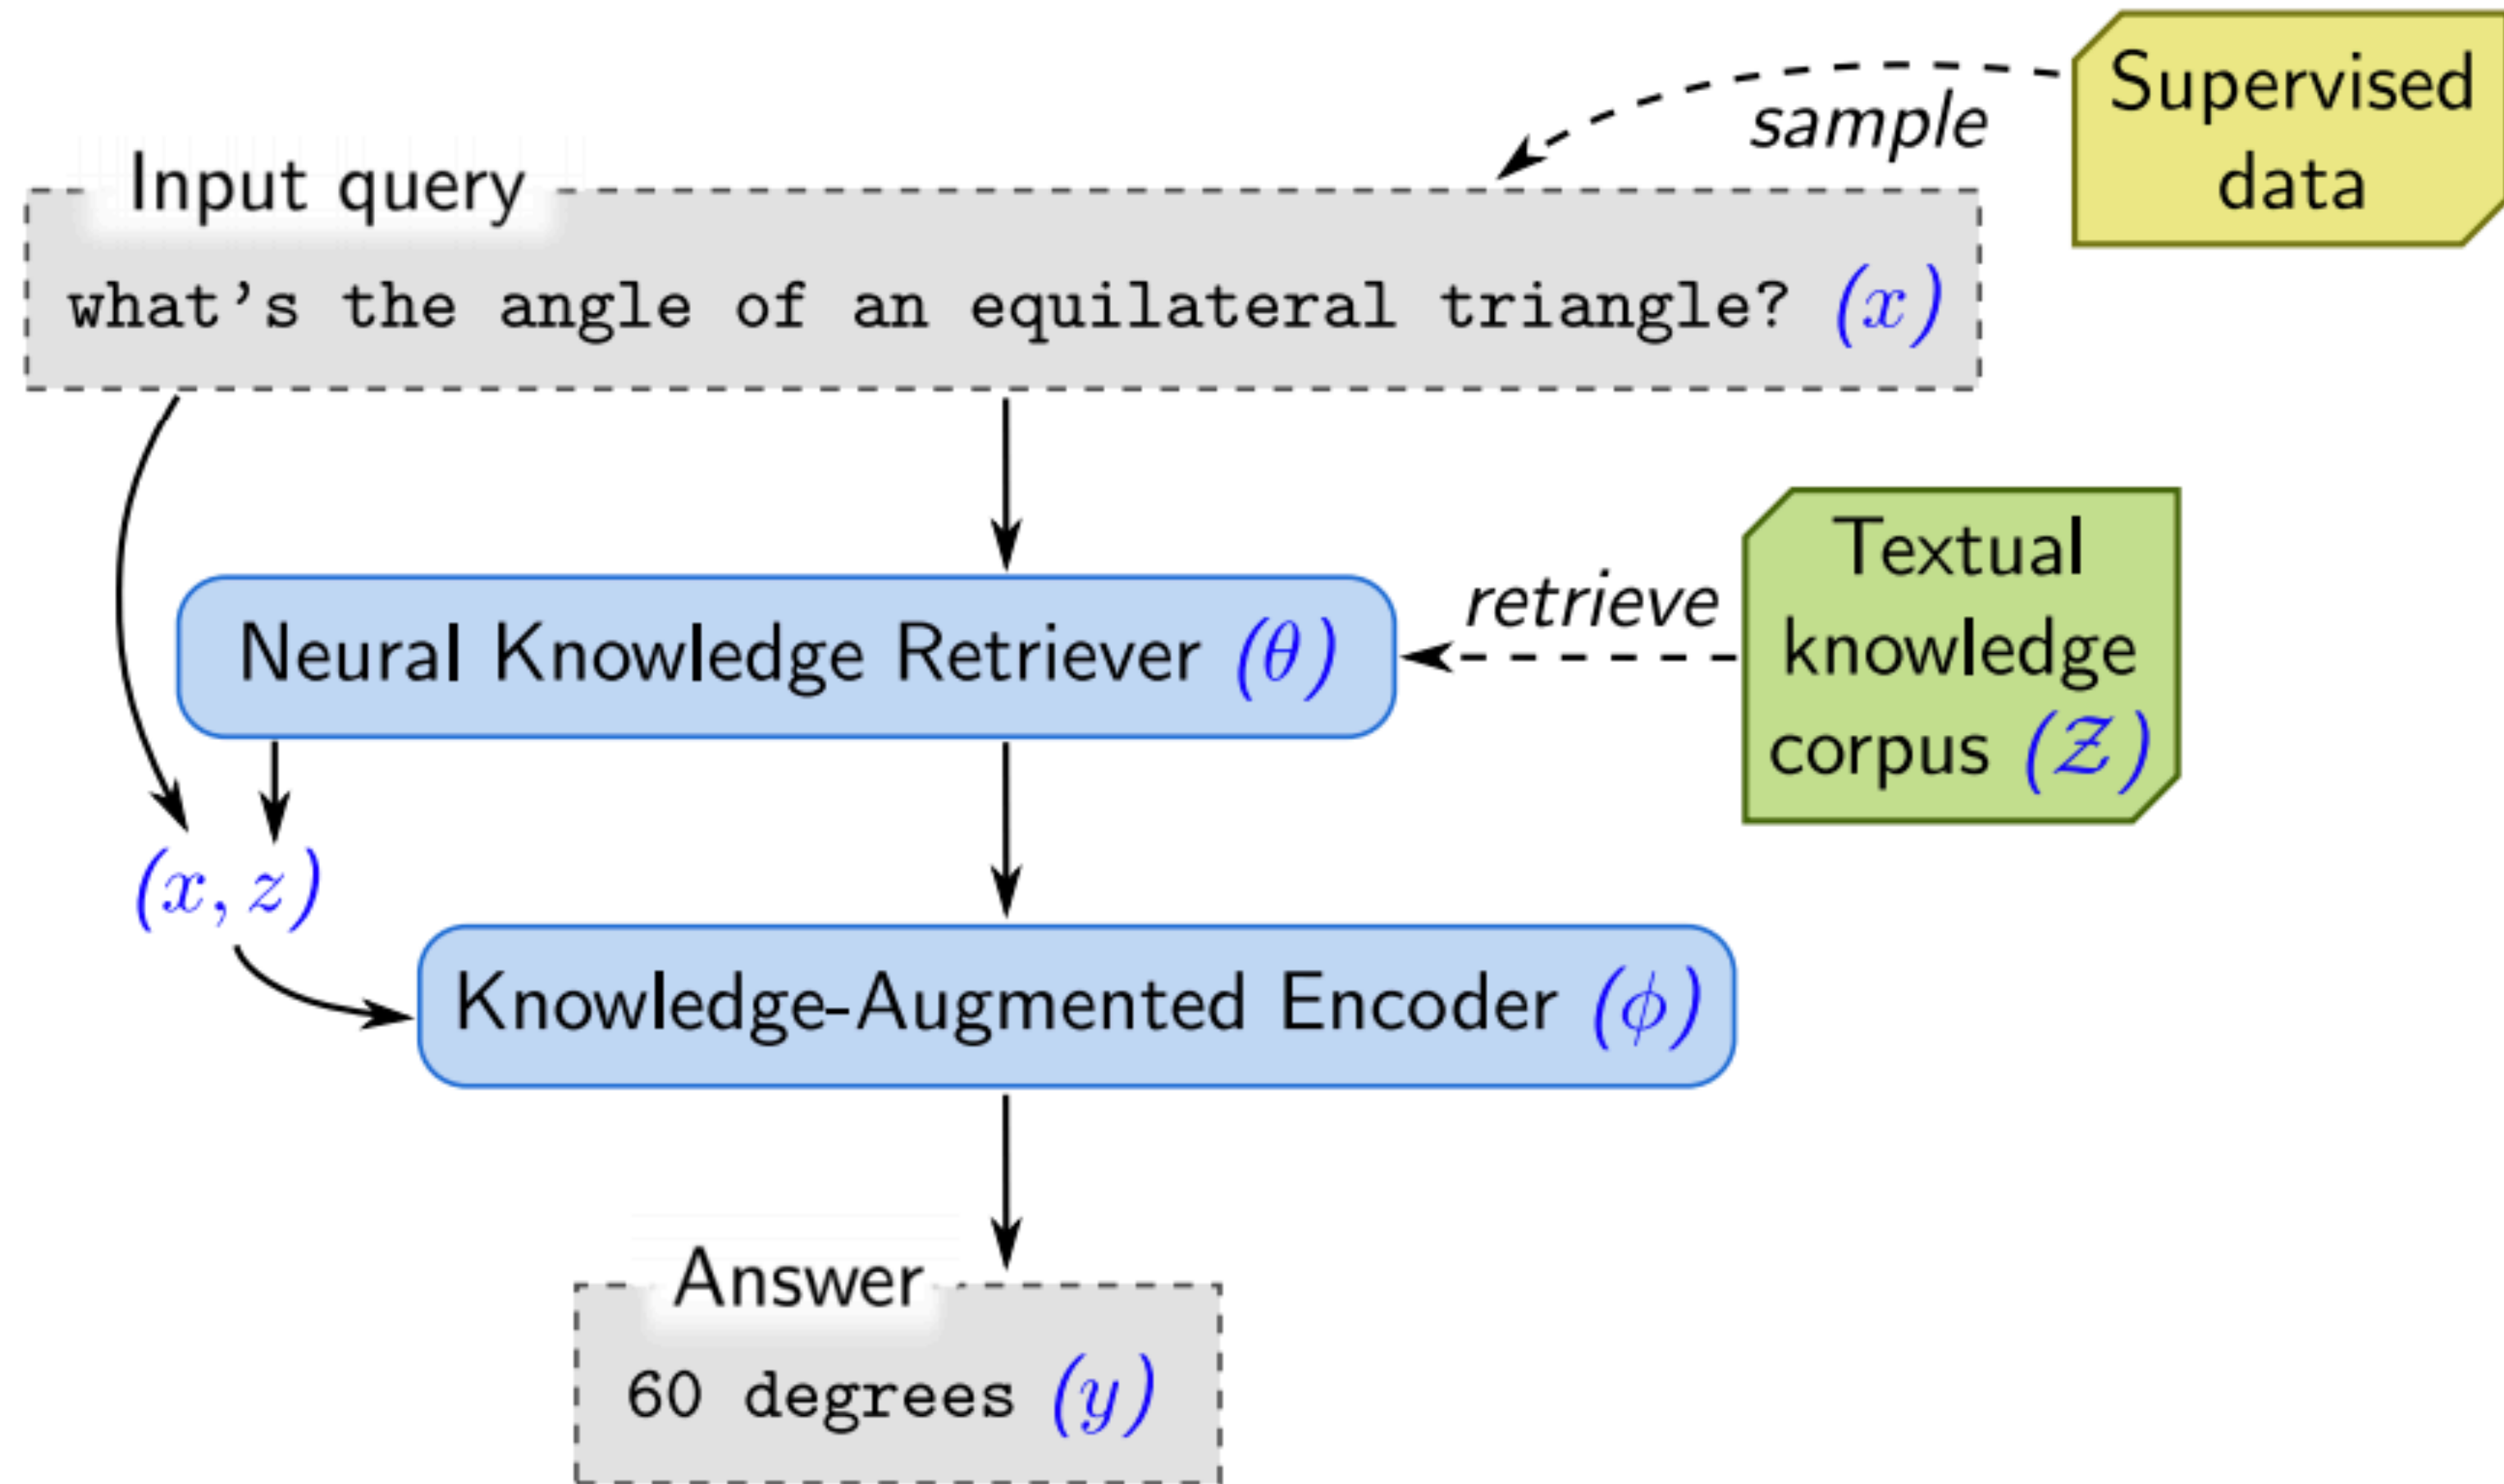 Supervised
data
sample
Input query
what's the angle of an equilateral triangle? (x)
Neural Knowledge Retriever (θ)
retrieve
Textual
knowledge
corpus (𝒵)
(x, z)
Knowledge-Augmented Encoder (ϕ)
Answer
60 degrees (y)